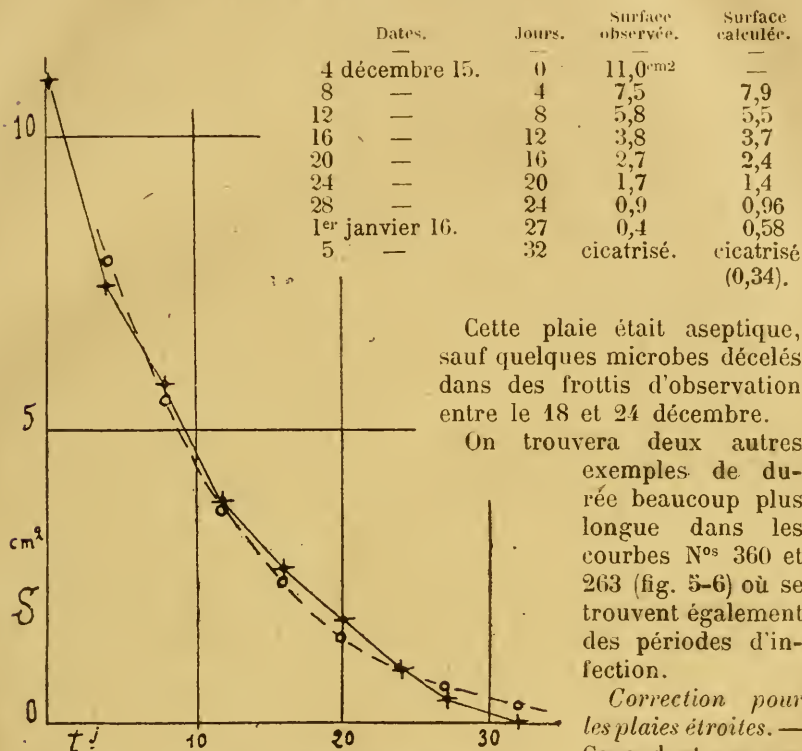 Dates. Jours. Surface observée. Surface calculée.
— — — —
4 décembre 15. 0 11,0cm2 —
8 — 4 7,5 7,9
12 — 8 5,8 5,5
16 — 12 3,8 3,7
20 — 16 2,7 2,4
24 — 20 1,7 1,4
28 — 24 0,9 0,96
1er janvier 16. 27 0,4 0,58
5 — 32 cicatrisé. cicatrisé
(0,34).
Cette plaie était aseptique,
sauf quelques microbes décelés
dans des frottis d'observation
entre le 18 et 24 décembre.
On trouvera deux autres
exemples de du-
rée beaucoup plus
longue dans les
courbes Nos 360 et
263 (fig. 5-6) où se
trouvent également
des périodes d'in-
fection.
Correction pour
les plaies étroites. —
10
5
cm2
S
0
t j
10
20
30